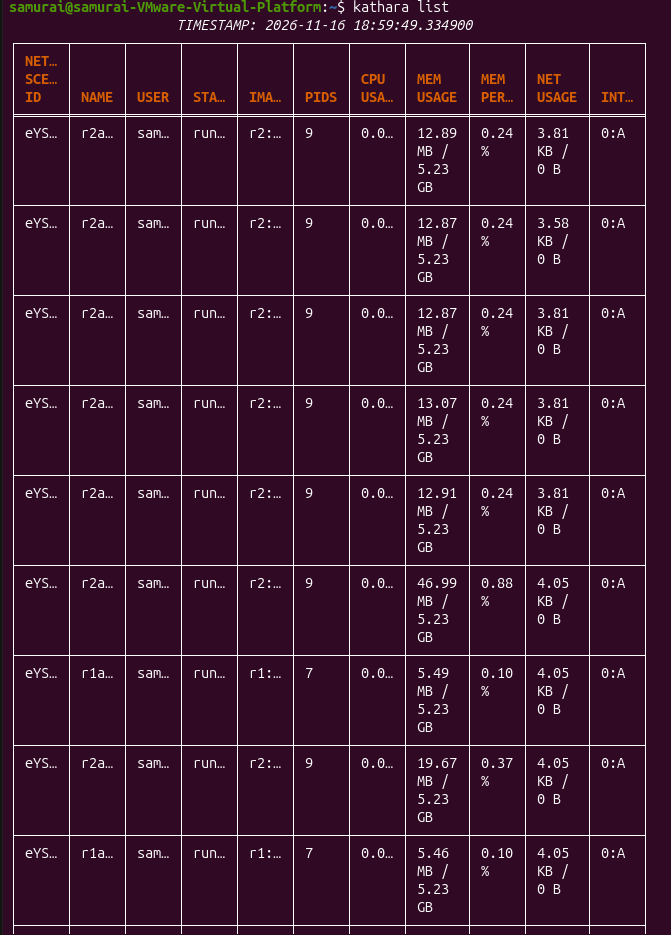 samurai@samurai-VMware-Virtual-Platform:~$ kathara list
TIMESTAMP: 2026-11-16 18:59:49.334900
NET… SCE… ID NAME USER STA… IMA… PIDS CPU USA… MEM USAGE MEM PER… NET USAGE INT…
eYS… r2a… sam… run… r2:… 9 0.0… 12.89 MB / 5.23 GB 0.24 % 3.81 KB / 0 B 0:A
eYS… r2a… sam… run… r2:… 9 0.0… 12.87 MB / 5.23 GB 0.24 % 3.58 KB / 0 B 0:A
eYS… r2a… sam… run… r2:… 9 0.0… 12.87 MB / 5.23 GB 0.24 % 3.81 KB / 0 B 0:A
eYS… r2a… sam… run… r2:… 9 0.0… 13.07 MB / 5.23 GB 0.24 % 3.81 KB / 0 B 0:A
eYS… r2a… sam… run… r2:… 9 0.0… 12.91 MB / 5.23 GB 0.24 % 3.81 KB / 0 B 0:A
eYS… r2a… sam… run… r2:… 9 0.0… 46.99 MB / 5.23 GB 0.88 % 4.05 KB / 0 B 0:A
eYS… r1a… sam… run… r1:… 7 0.0… 5.49 MB / 5.23 GB 0.10 % 4.05 KB / 0 B 0:A
eYS… r2a… sam… run… r2:… 9 0.0… 19.67 MB / 5.23 GB 0.37 % 4.05 KB / 0 B 0:A
eYS… r1a… sam… run… r1:… 7 0.0… 5.46 MB / 5.23 GB 0.10 % 4.05 KB / 0 B 0:A